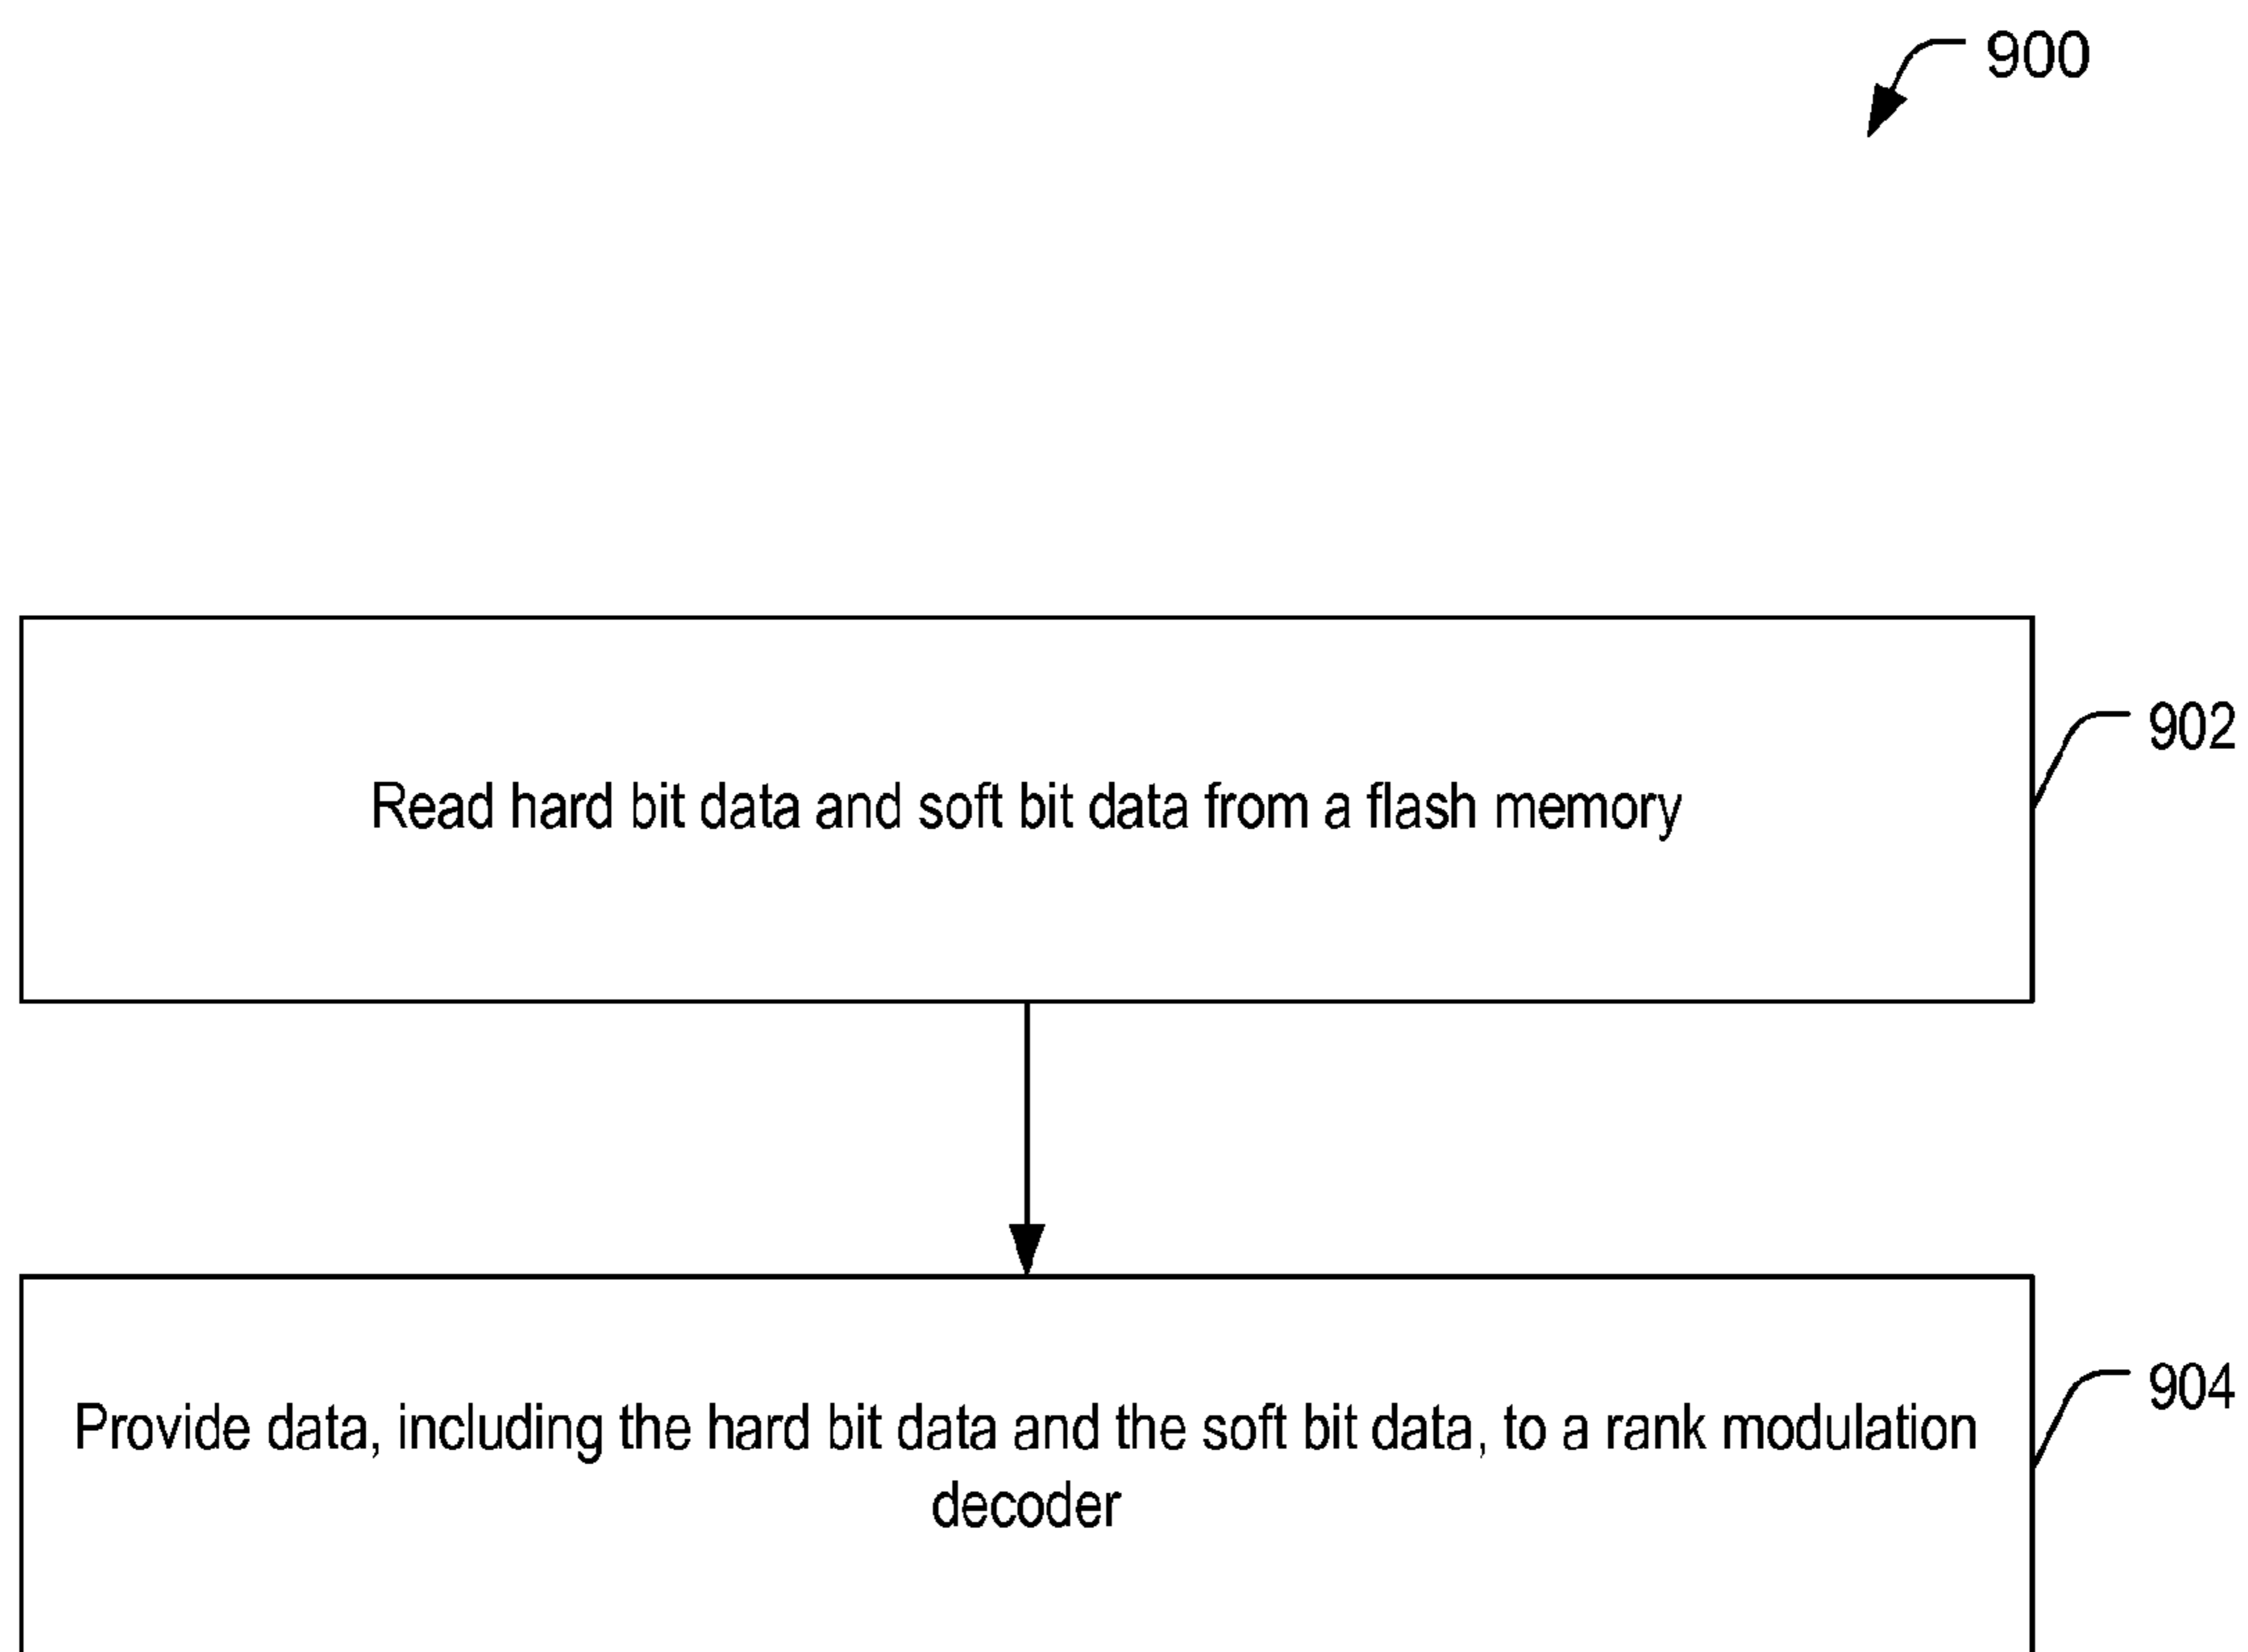 900
Read hard bit data and soft bit data from a flash memory
902
Provide data, including the hard bit data and the soft bit data, to a rank modulation
decoder
904